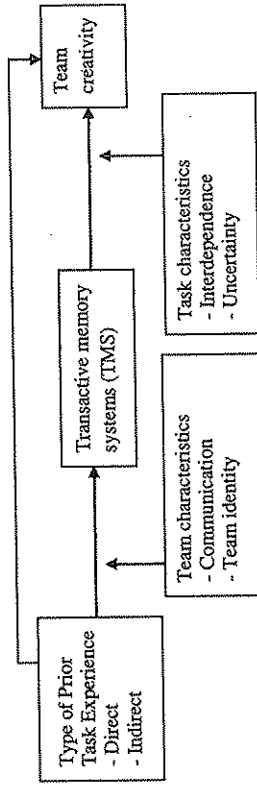 Type of Prior
Task Experience
- Direct
- Indirect
Transactive memory
systems (TMS)
Team
creativity
Team characteristics
- Communication
- Team identity
Task characteristics
- Interdependence
- Uncertainty